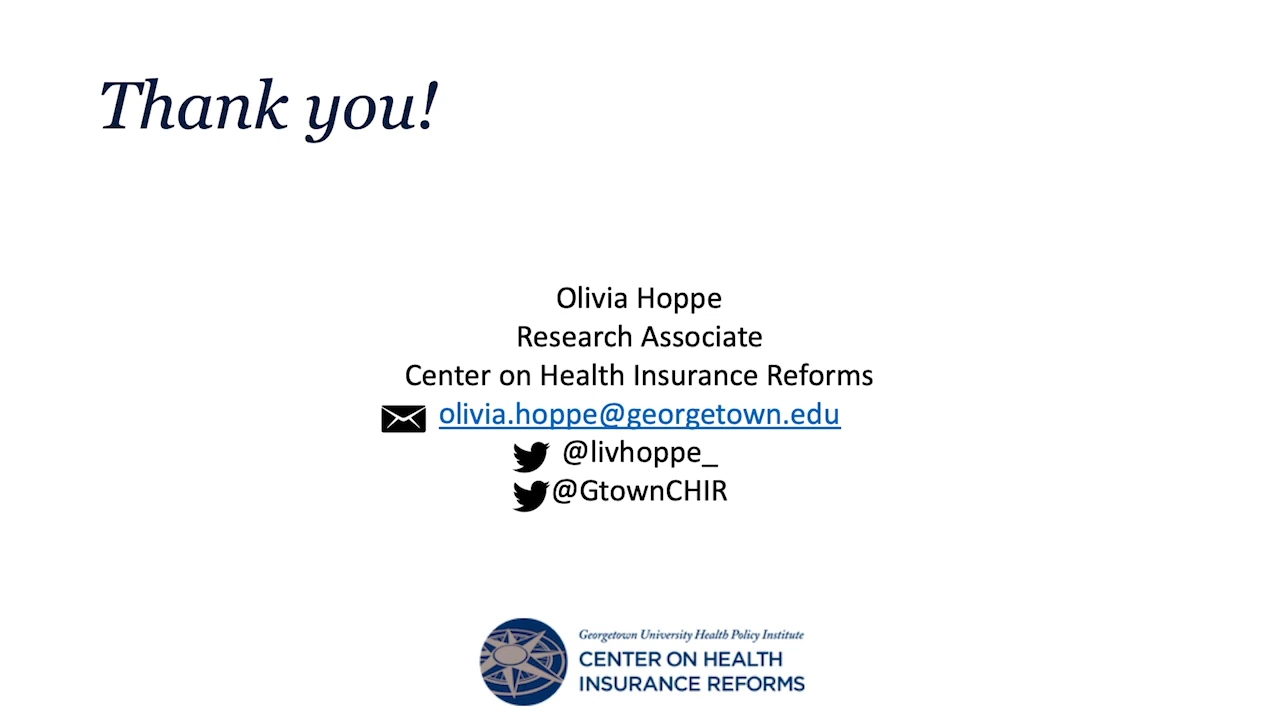 Thank you!
Olivia Hoppe
Research Associate
Center on Health Insurance Reforms
olivia.hoppe@georgetown.edu
@livhoppe_
@GtownCHIR
Georgetown University Health Policy Institute
CENTER ON HEALTH
INSURANCE REFORMS